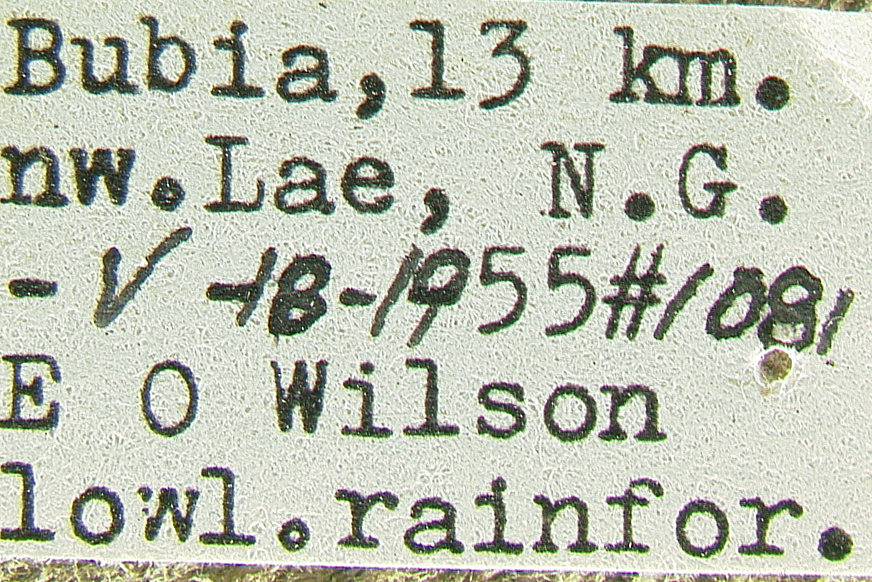 Bubia,13 km.
nw.Lae, N.G.
- V -18-1955#1081
E O Wilson
lowl.rainfor.